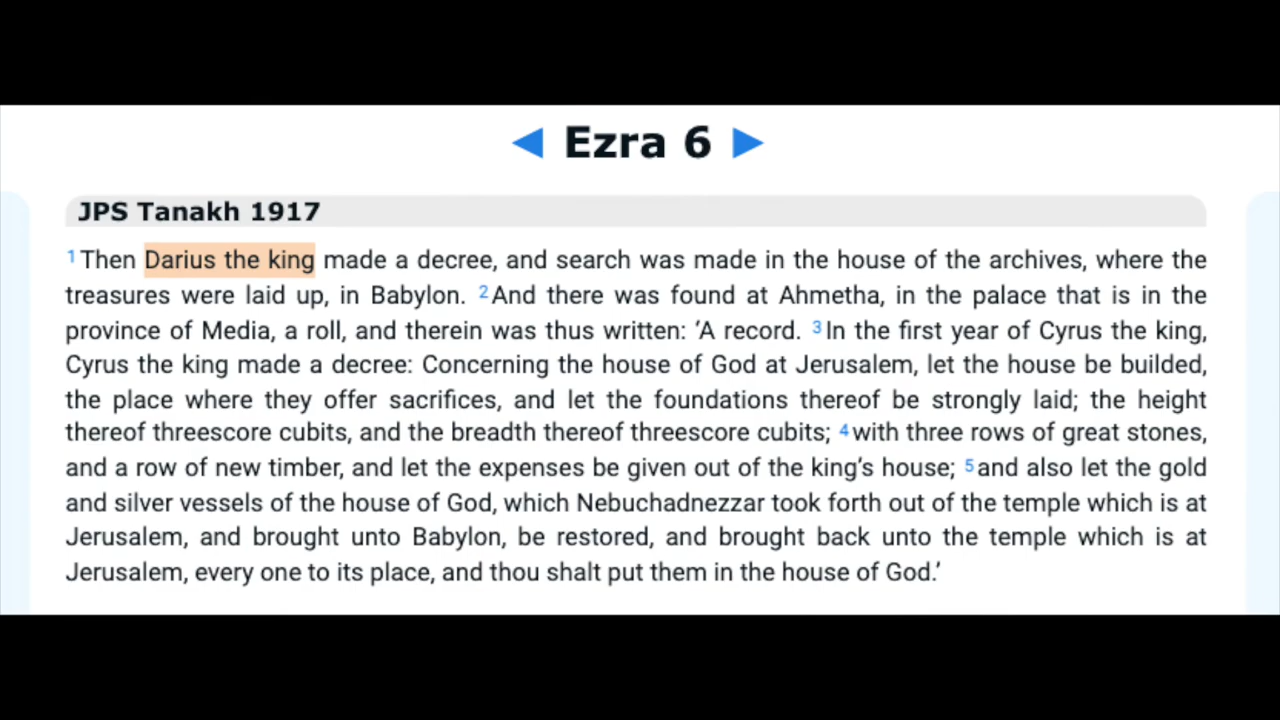 ◀ Ezra 6 ▶
JPS Tanakh 1917
1 Then Darius the king made a decree, and search was made in the house of the archives, where the
treasures were laid up, in Babylon. 2 And there was found at Ahmetha, in the palace that is in the
province of Media, a roll, and therein was thus written: ‘A record. 3 In the first year of Cyrus the king,
Cyrus the king made a decree: Concerning the house of God at Jerusalem, let the house be builded,
the place where they offer sacrifices, and let the foundations thereof be strongly laid; the height
thereof threescore cubits, and the breadth thereof threescore cubits; 4 with three rows of great stones,
and a row of new timber, and let the expenses be given out of the king’s house; 5 and also let the gold
and silver vessels of the house of God, which Nebuchadnezzar took forth out of the temple which is at
Jerusalem, and brought unto Babylon, be restored, and brought back unto the temple which is at
Jerusalem, every one to its place, and thou shalt put them in the house of God.’